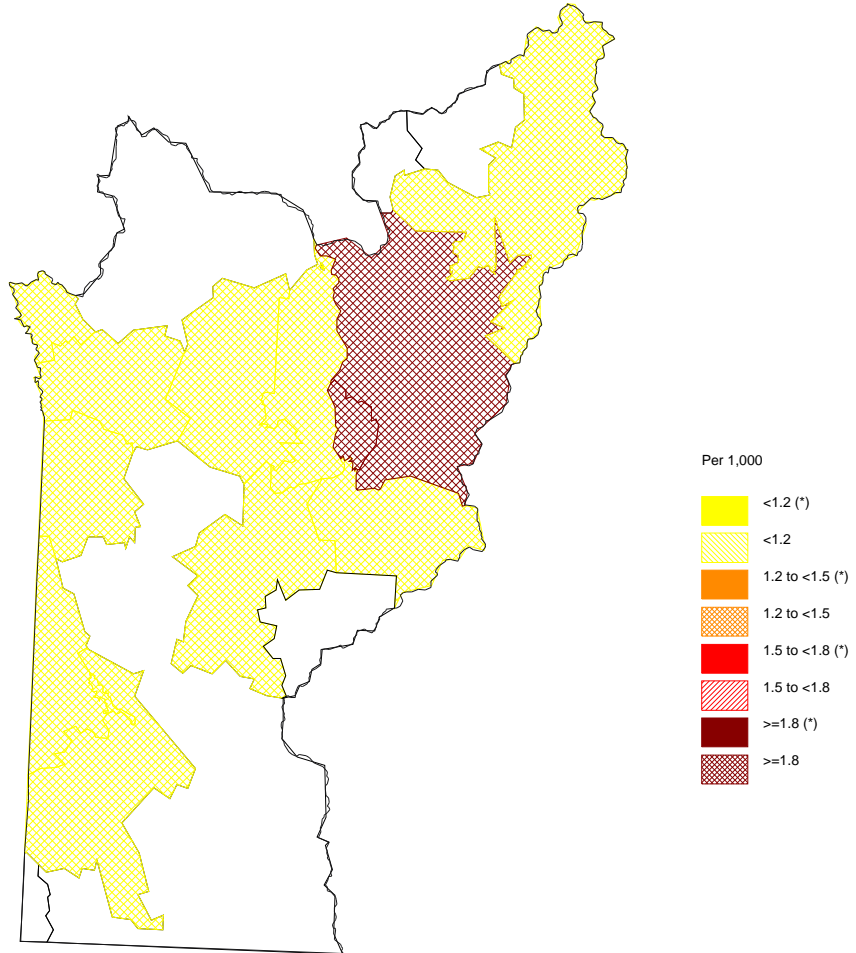 Per 1,000
<1.2 (*)
<1.2
1.2 to <1.5 (*)
1.2 to <1.5
1.5 to <1.8 (*)
1.5 to <1.8
>=1.8 (*)
>=1.8